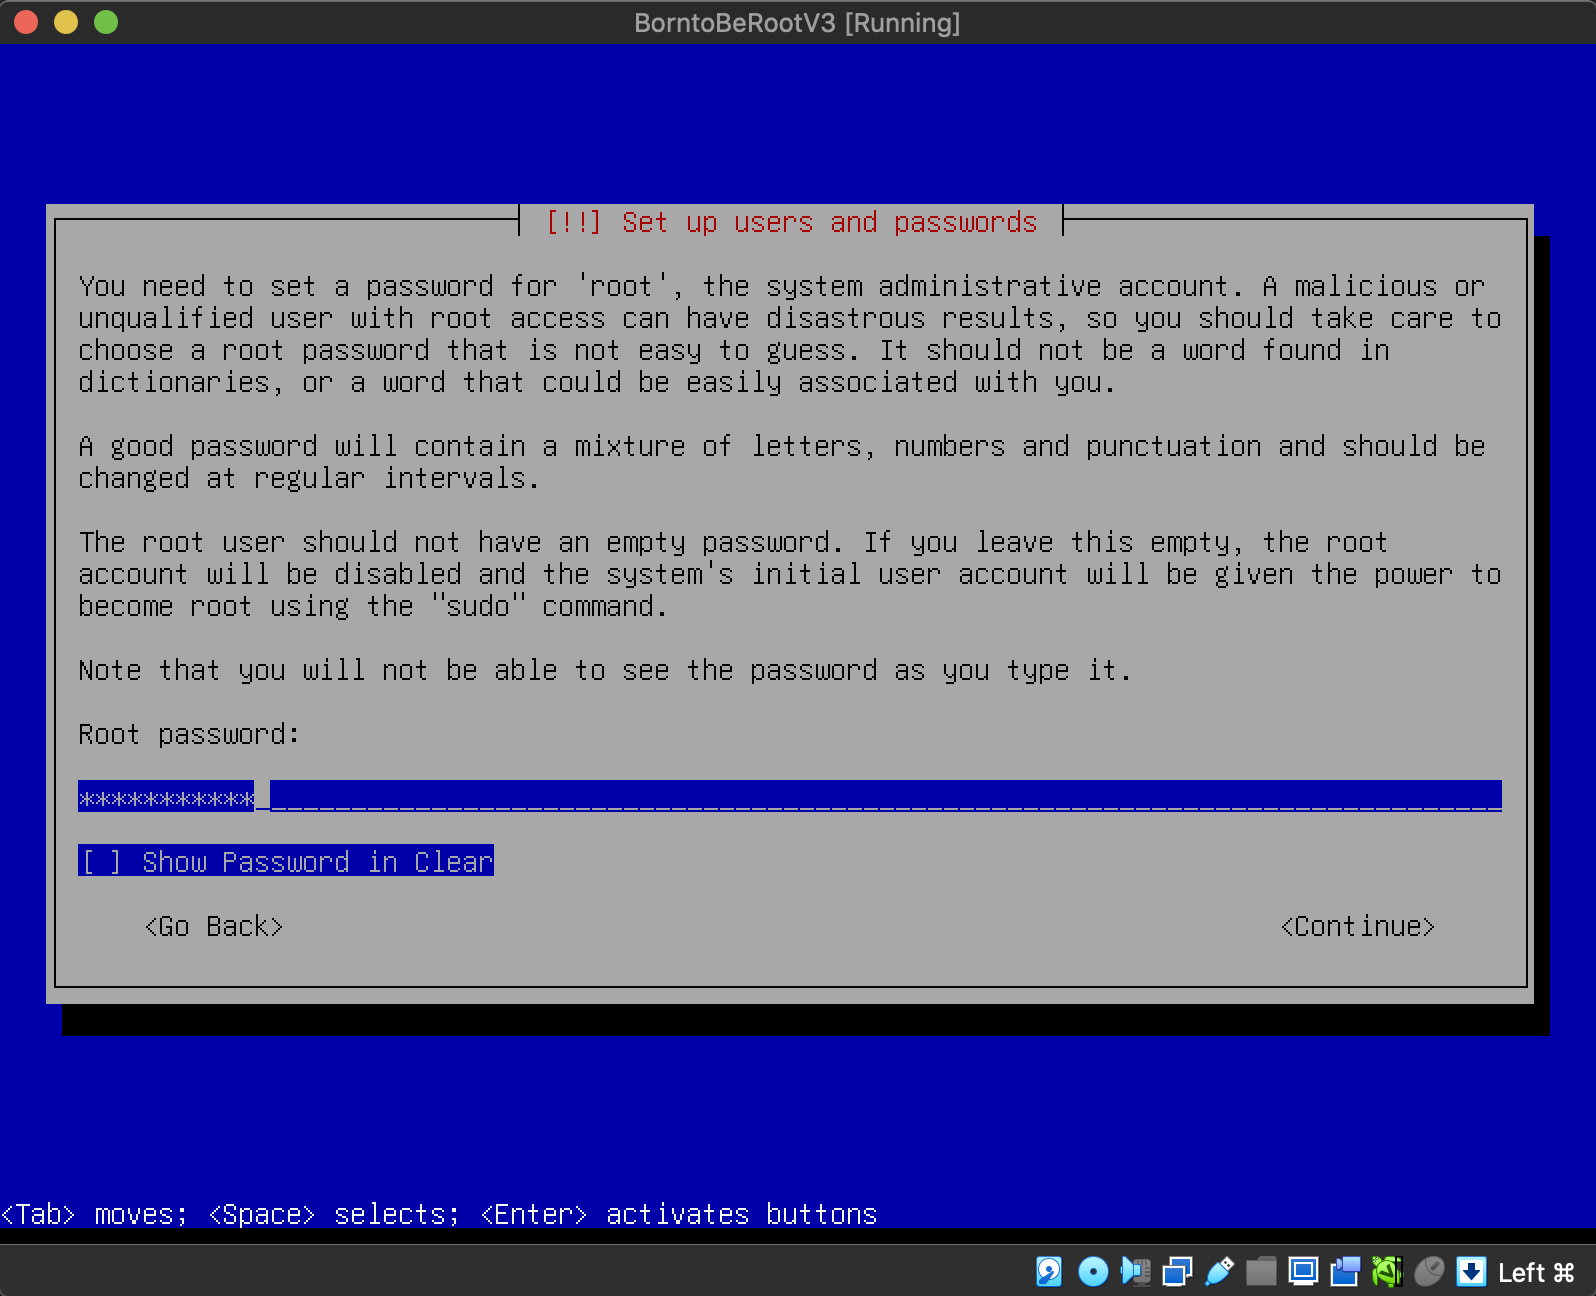 BorntoBeRootV3 [Running]
[!!] Set up users and passwords
You need to set a password for 'root', the system administrative account. A malicious or
unqualified user with root access can have disastrous results, so you should take care to
choose a root password that is not easy to guess. It should not be a word found in
dictionaries, or a word that could be easily associated with you.
A good password will contain a mixture of letters, numbers and punctuation and should be
changed at regular intervals.
The root user should not have an empty password. If you leave this empty, the root
account will be disabled and the system's initial user account will be given the power to
become root using the "sudo" command.
Note that you will not be able to see the password as you type it.
Root password:
***********
[ ] Show Password in Clear
<Go Back> <Continue>
<Tab> moves; <Space> selects; <Enter> activates buttons
Left ⌘